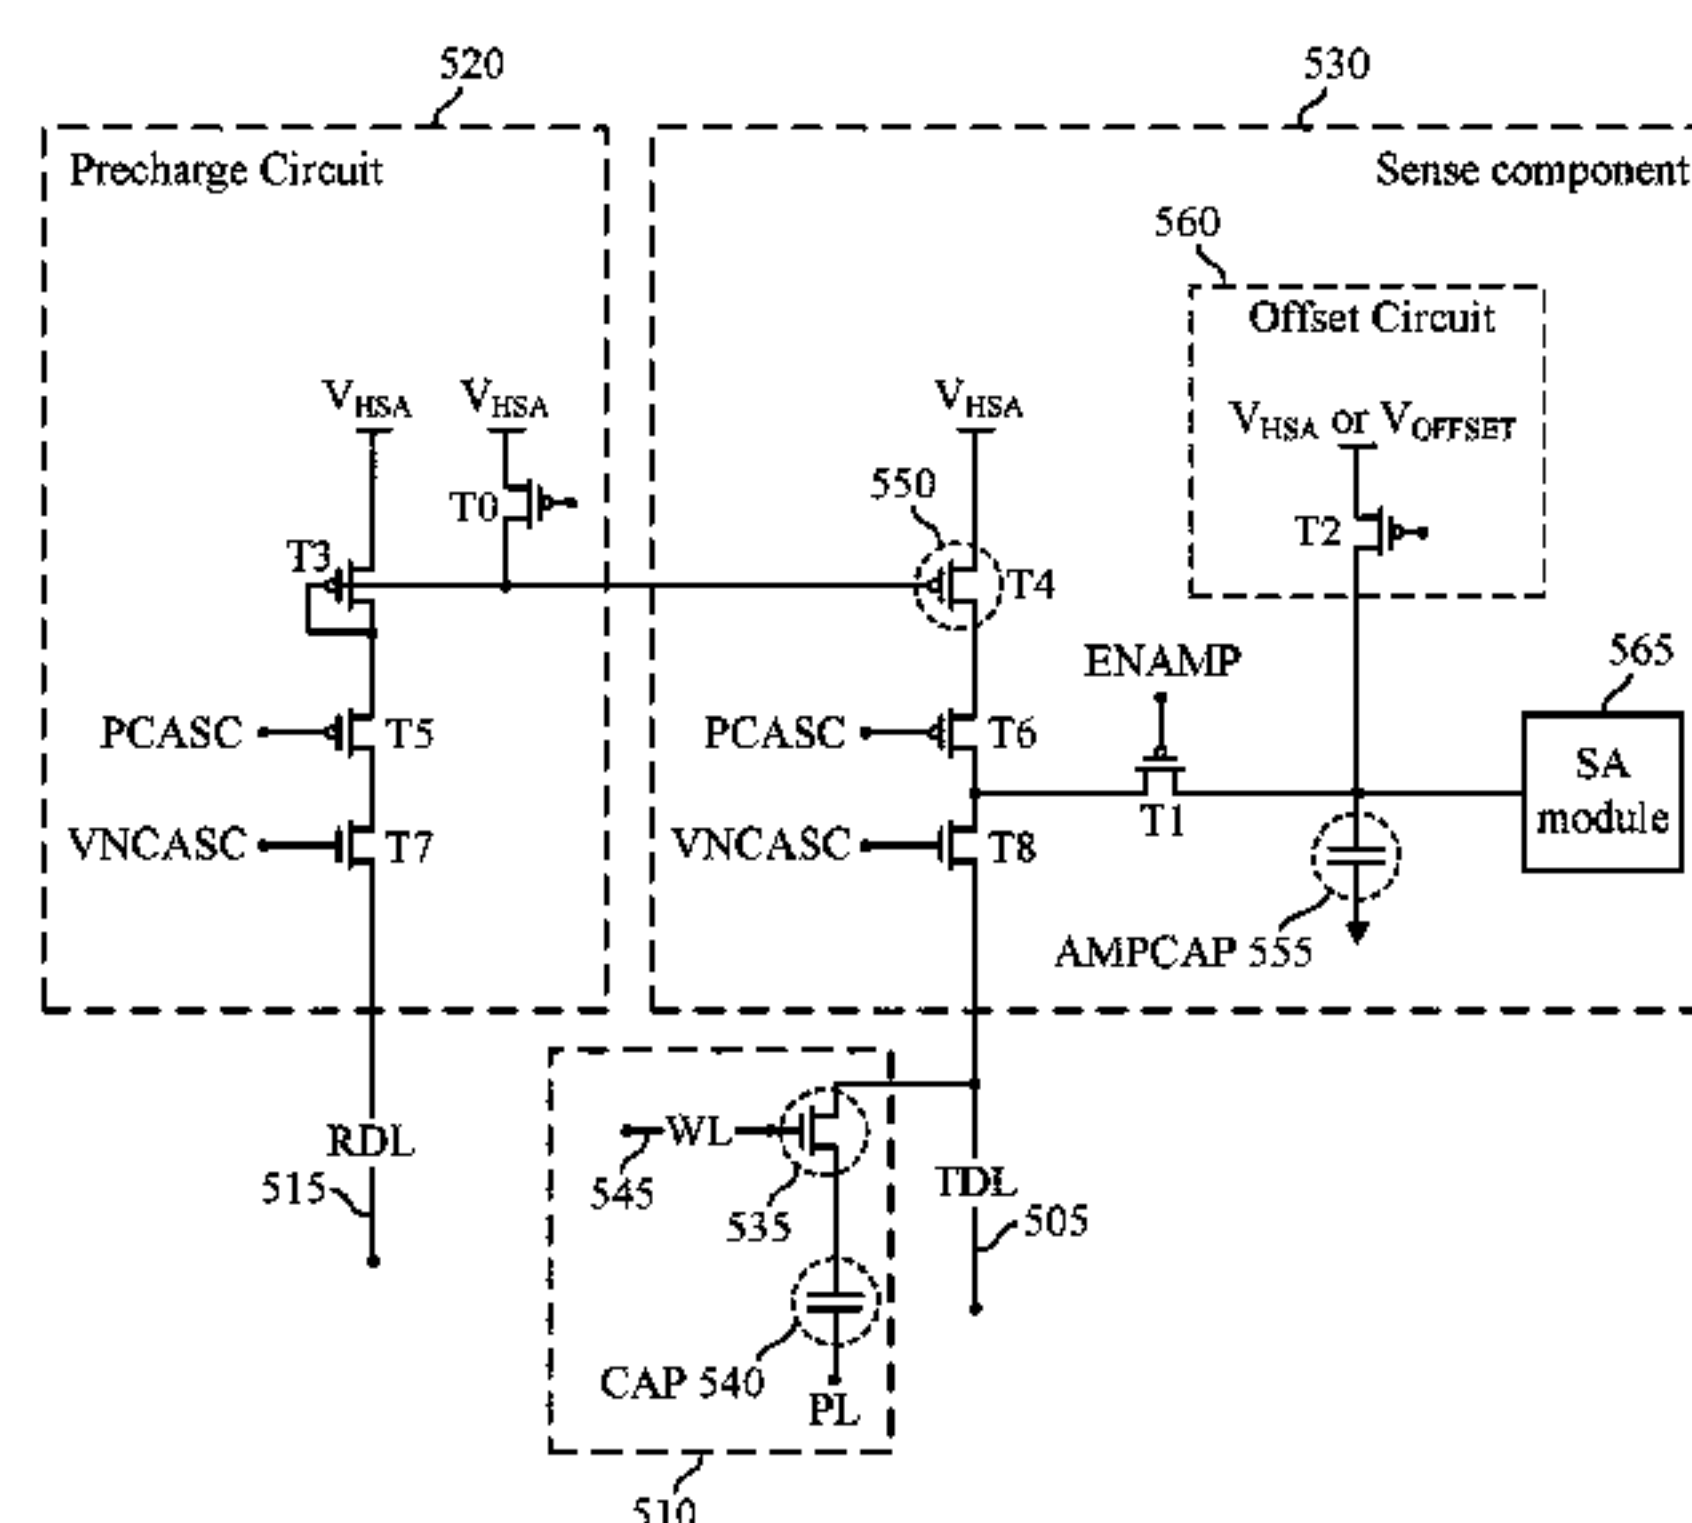 520
530
Precharge Circuit
Sense component
560
Offset Circuit
VHSA
VHSA
VHSA
VHSA or VOFFSET
550
T0
T2
T3
T4
ENAMP
565
PCASC
T5
PCASC
T6
SA
module
T1
VNCASC
T7
VNCASC
T8
AMPCAP 555
RDL
WL
515
545
535
TDL
505
CAP 540
PL
510